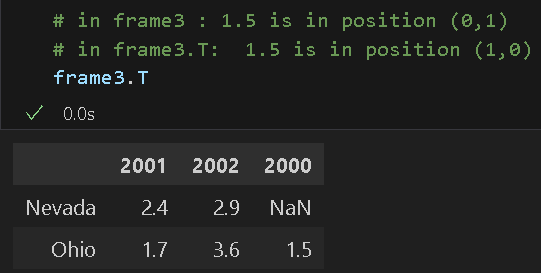 # in frame3 : 1.5 is in position (0,1)
# in frame3.T:  1.5 is in position (1,0)
frame3.T
✓ 0.0s
2001 2002 2000
Nevada 2.4 2.9 NaN
Ohio 1.7 3.6 1.5